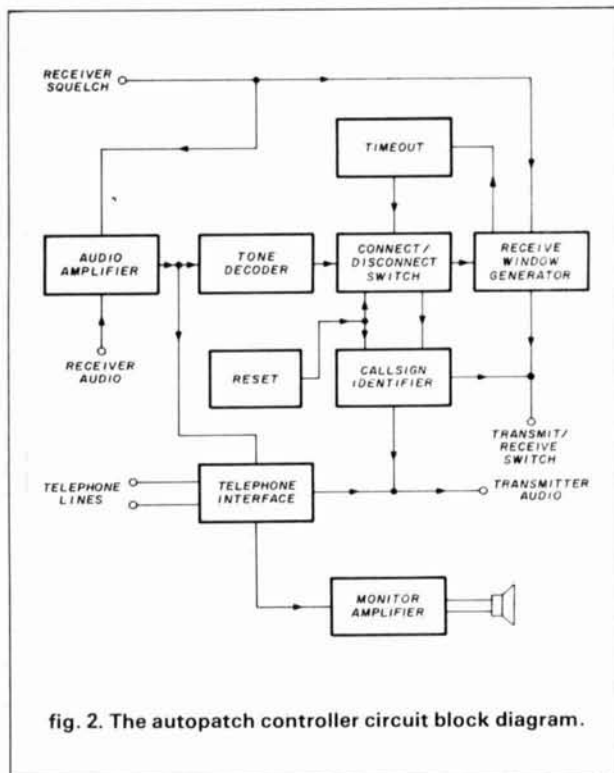 RECEIVER
SQUELCH
TIMEOUT
AUDIO
AMPLIFIER
TONE
DECODER
CONNECT/
DISCONNECT
SWITCH
RECEIVE
WINDOW
GENERATOR
RECEIVER
AUDIO
RESET
CALLSIGN
IDENTIFIER
TRANSMIT/
RECEIVE
SWITCH
TELEPHONE
LINES
TELEPHONE
INTERFACE
TRANSMITTER
AUDIO
MONITOR
AMPLIFIER
fig. 2. The autopatch controller circuit block diagram.